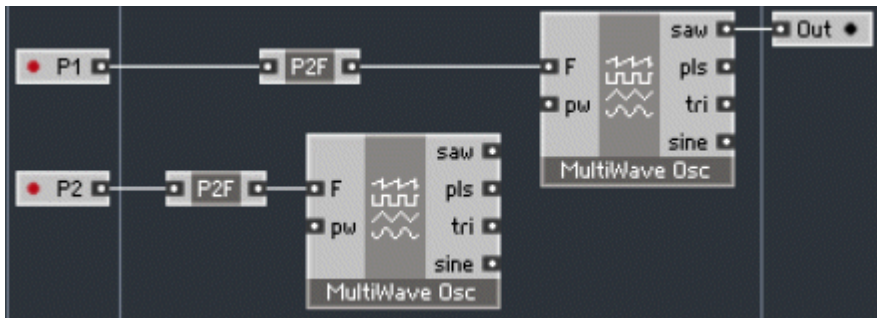 saw Out
P1 P2F F pls
pw tri
sine
MultiWave Osc
saw
P2 P2F F pls
pw tri
sine
MultiWave Osc